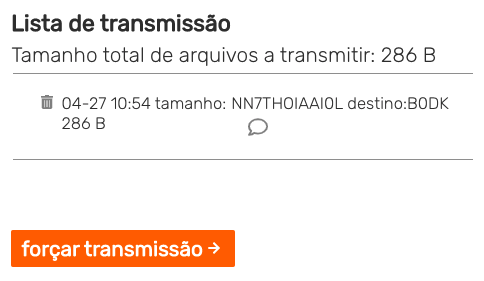 Lista de transmissão
Tamanho total de arquivos a transmitir: 286 B
04-27 10:54 tamanho: NN7THOIAAI0L destino:B0DK
286 B
forçar transmissão →